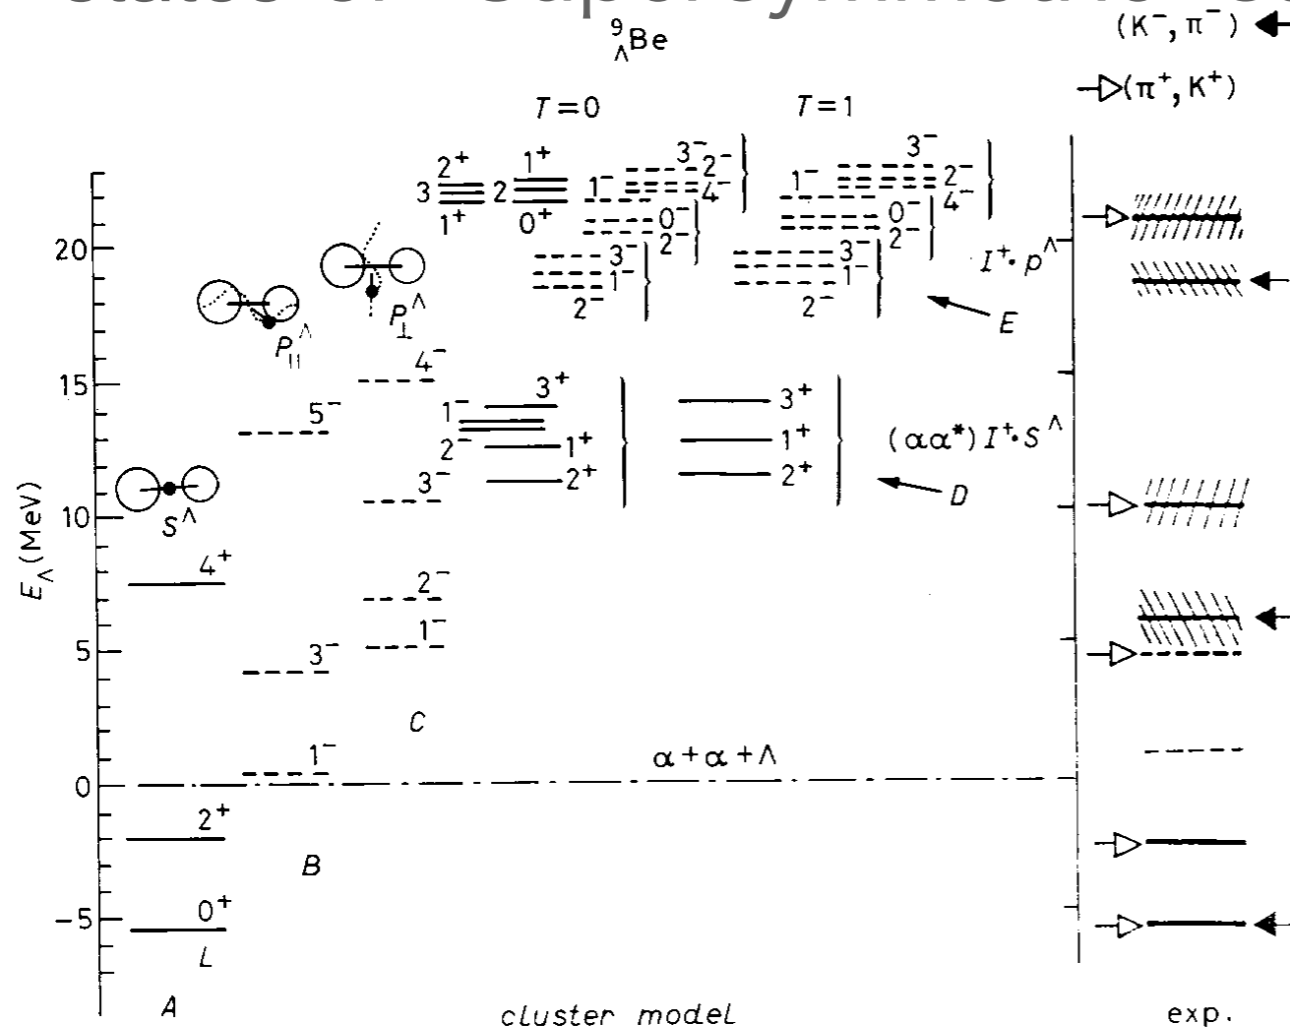 states of "supersymmetric
⁹ΛBe
(K⁻, π⁻)
(π⁺, K⁺)
T=0
T=1
2⁺
3
1⁺
1⁺
2
0⁺
3⁻
2⁻
1⁻
4⁻
0⁻
2⁻
3⁻
1⁻
2⁻
3⁻
1⁻
2⁻
4⁻
0⁻
2⁻
3⁻
1⁻
2⁻
I⁺·p^Λ
E
20
P⊥^Λ
P||^Λ
4⁻
15
5⁻
3⁺
1⁻
2⁻
1⁺
2⁺
3⁺
1⁺
2⁺
(αα*)I⁺·S^Λ
D
S^Λ
3⁻
10
E_Λ(MeV)
4⁺
2⁻
1⁻
5
3⁻
C
1⁻
α+α+Λ
0
2⁺
B
-5
0⁺
L
A
cluster model
exp.